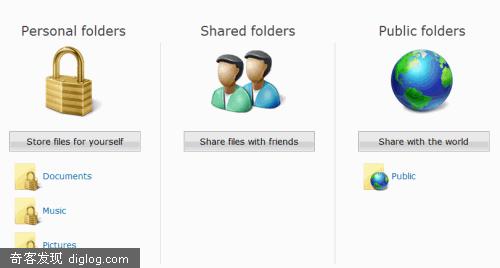 Personal folders
Shared folders
Public folders
Store files for yourself
Share files with friends
Share with the world
Documents
Public
Music
Pictures
奇客发现 diglog.com